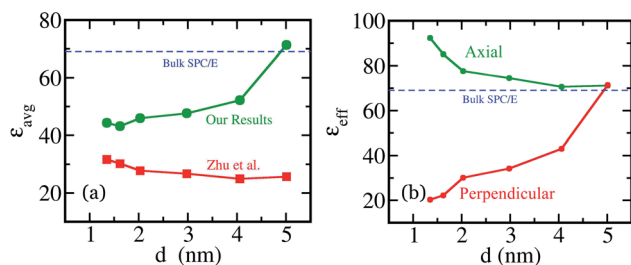 80
60
40
20
ε_avg
Bulk SPC/E
Our Results
Zhu et al.
(a)
1 2 3 4 5
d (nm)
100
80
60
40
20
ε_eff
Axial
Bulk SPC/E
Perpendicular
(b)
1 2 3 4 5
d (nm)